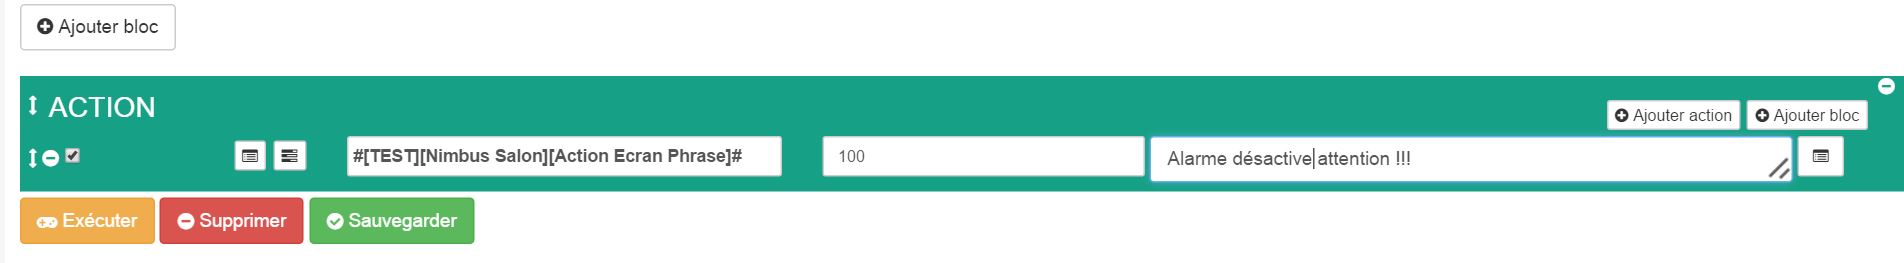 Ajouter bloc
ACTION
Ajouter action Ajouter bloc
#[TEST][Nimbus Salon][Action Ecran Phrase]# 100 Alarme désactive attention !!!
Exécuter Supprimer Sauvegarder